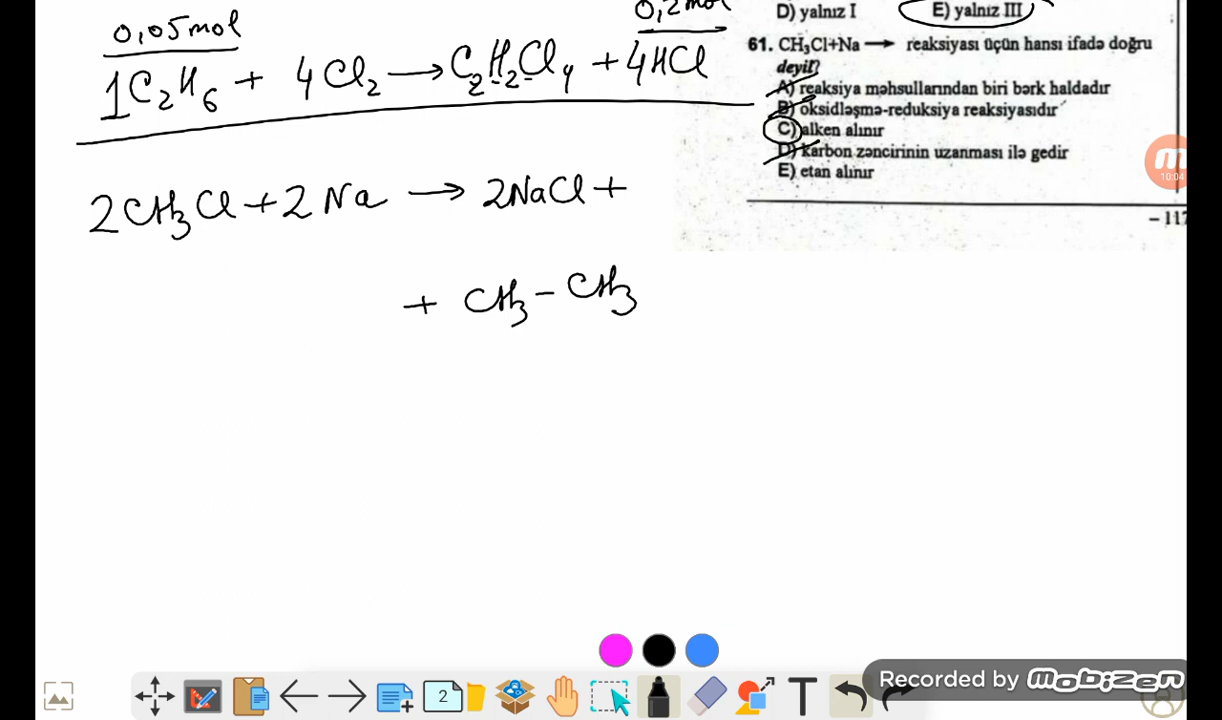 0,05mol
0,2mol
1C₂H₆ + 4Cl₂ → C₂H₂Cl₄ + 4HCl
2CH₃Cl + 2Na → 2NaCl +
+ CH₃ - CH₃
D) yalnız I E) yalnız III
61. CH₃Cl+Na → reaksiyası üçün hansı ifadə doğru
deyil?
A) reaksiya məhsullarından biri bərk haldadır
B) oksidləşmə-reduksiya reaksiyasıdır
C) alken alınır
D) karbon zəncirinin uzanması ilə gedir
E) etan alınır
- 117
m
10:04
2
T
Recorded by mobizen